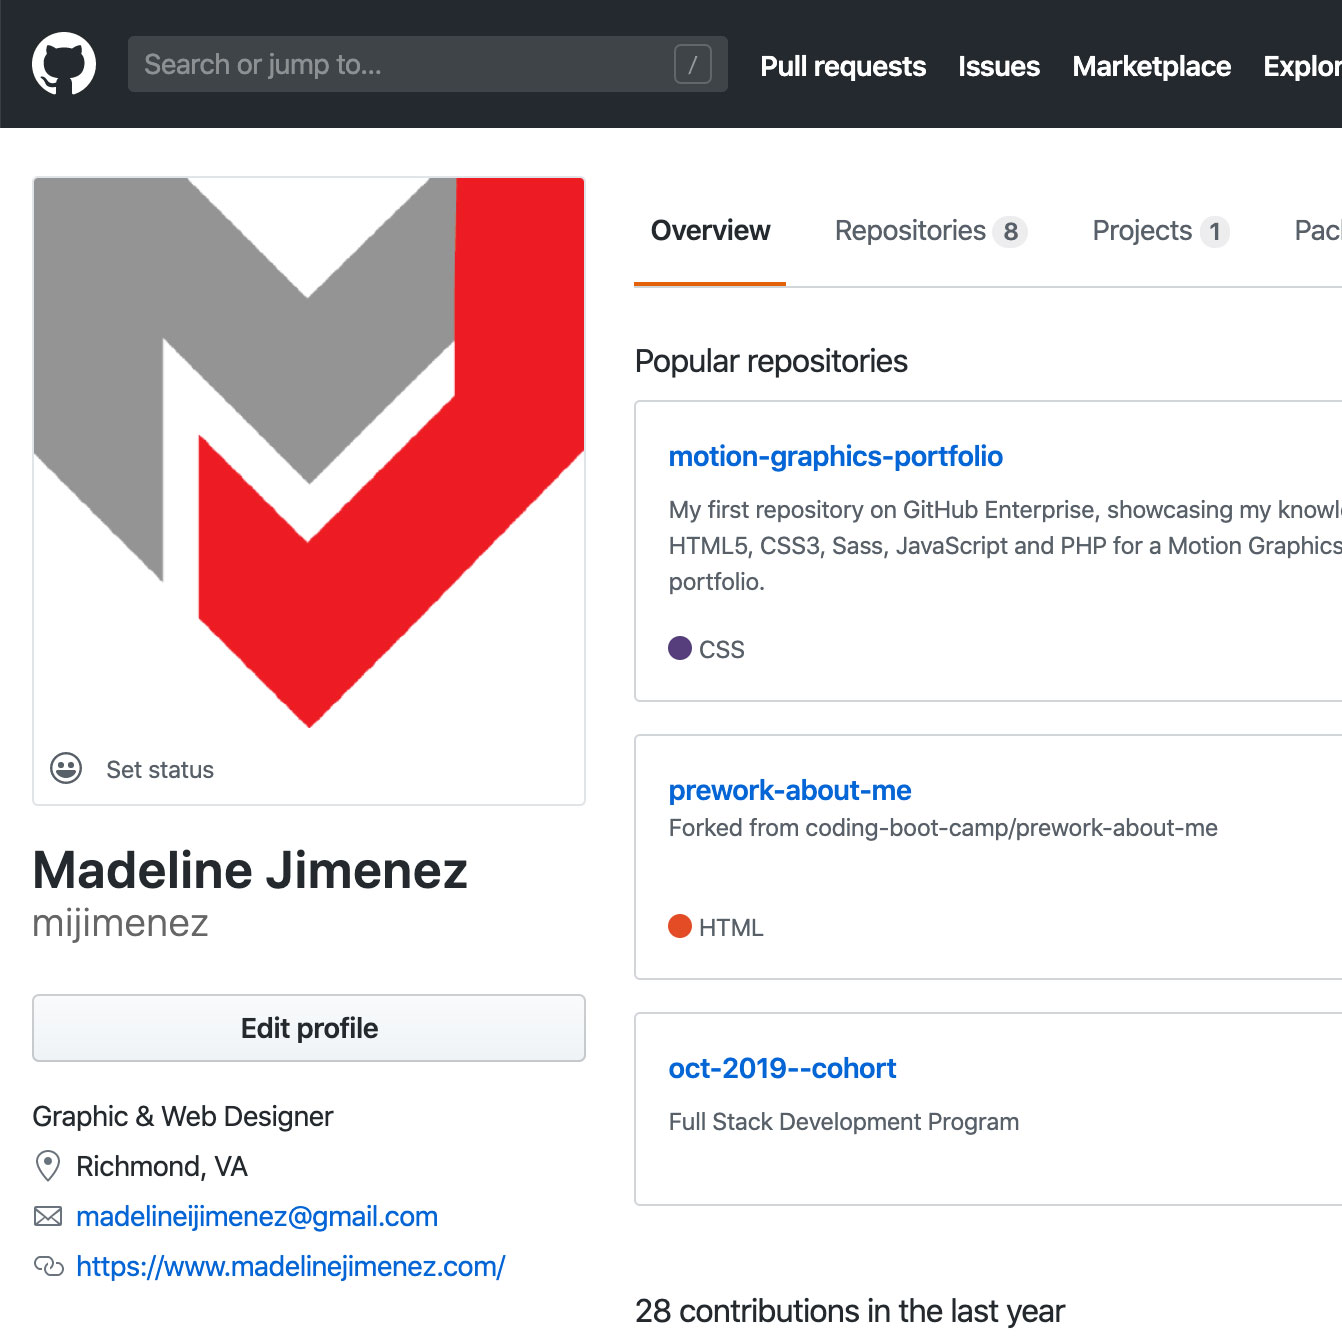 Search or jump to...
/
Pull requests
Issues
Marketplace
Explor
Overview
Repositories 8
Projects 1
Pac
Set status
Madeline Jimenez
mijimenez
Edit profile
Graphic & Web Designer
Richmond, VA
madelineijimenez@gmail.com
https://www.madelinejimenez.com/
Popular repositories
motion-graphics-portfolio
My first repository on GitHub Enterprise, showcasing my knowl
HTML5, CSS3, Sass, JavaScript and PHP for a Motion Graphics
portfolio.
CSS
prework-about-me
Forked from coding-boot-camp/prework-about-me
HTML
oct-2019--cohort
Full Stack Development Program
28 contributions in the last year